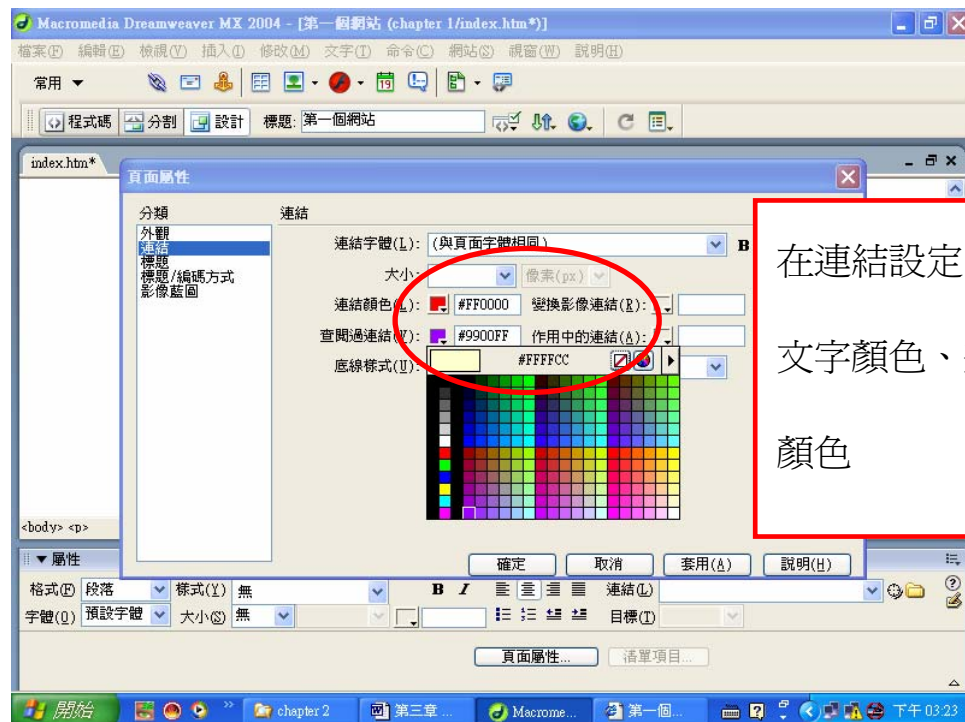 Macromedia Dreamweaver MX 2004 - [第一個網站 (chapter 1/index.htm*)]
檔案(F) 編輯(E) 檢視(V) 插入(I) 修改(M) 文字(T) 命令(C) 網站(S) 視窗(W) 說明(H)
常用
19
程式碼 分割 設計 標題: 第一個網站
index.htm*
頁面屬性
分類
外觀
連結
標題
標題/編碼方式
影像藍圖
連結
連結字體(L): (與頁面字體相同) B
大小: 像素(px)
連結顏色(L): #FF0000 變換影像連結(R):
查閱過連結(V): #9900FF 作用中的連結(A):
底線樣式(U):
#FFFFCC
確定 取消 套用(A) 說明(H)
在連結設定
文字顏色、
顏色
<body> <p>
屬性
格式(F) 段落 樣式(Y) 無 B I 連結(L)
字體(O) 預設字體 大小(S) 無 目標(T)
頁面屬性... 清單項目...
開始 chapter 2 第三章 ... Macrome... 第一個... 下午 03:23